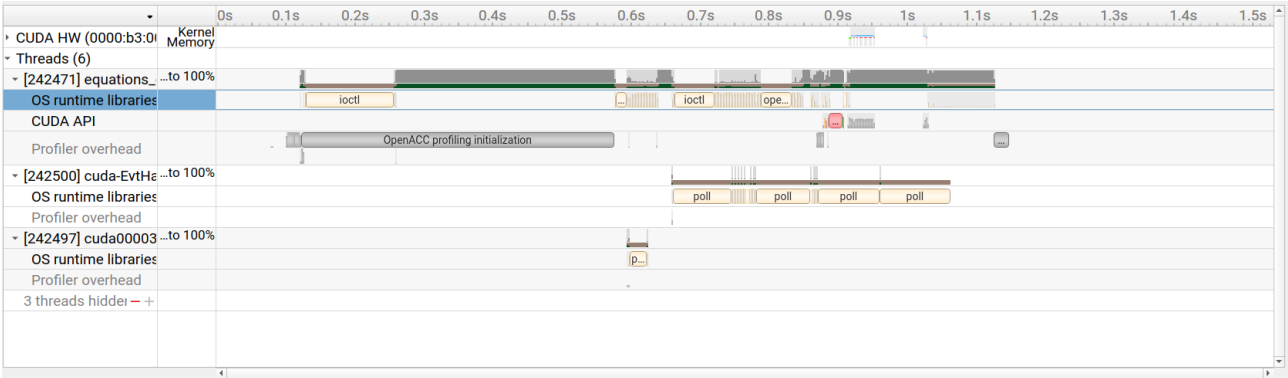 0s 0.1s 0.2s 0.3s 0.4s 0.5s 0.6s 0.7s 0.8s 0.9s 1s 1.1s 1.2s 1.3s 1.4s 1.5s
CUDA HW (0000:b3:00 Kernel
Memory
Threads (6)
[242471] equations_ ...to 100%
OS runtime libraries ioctl ... ioctl ope...
CUDA API ...
Profiler overhead OpenACC profiling initialization ...
[242500] cuda-EvtHa ...to 100%
OS runtime libraries poll poll poll poll
Profiler overhead
[242497] cuda00003 ...to 100%
OS runtime libraries p...
Profiler overhead
3 threads hidden